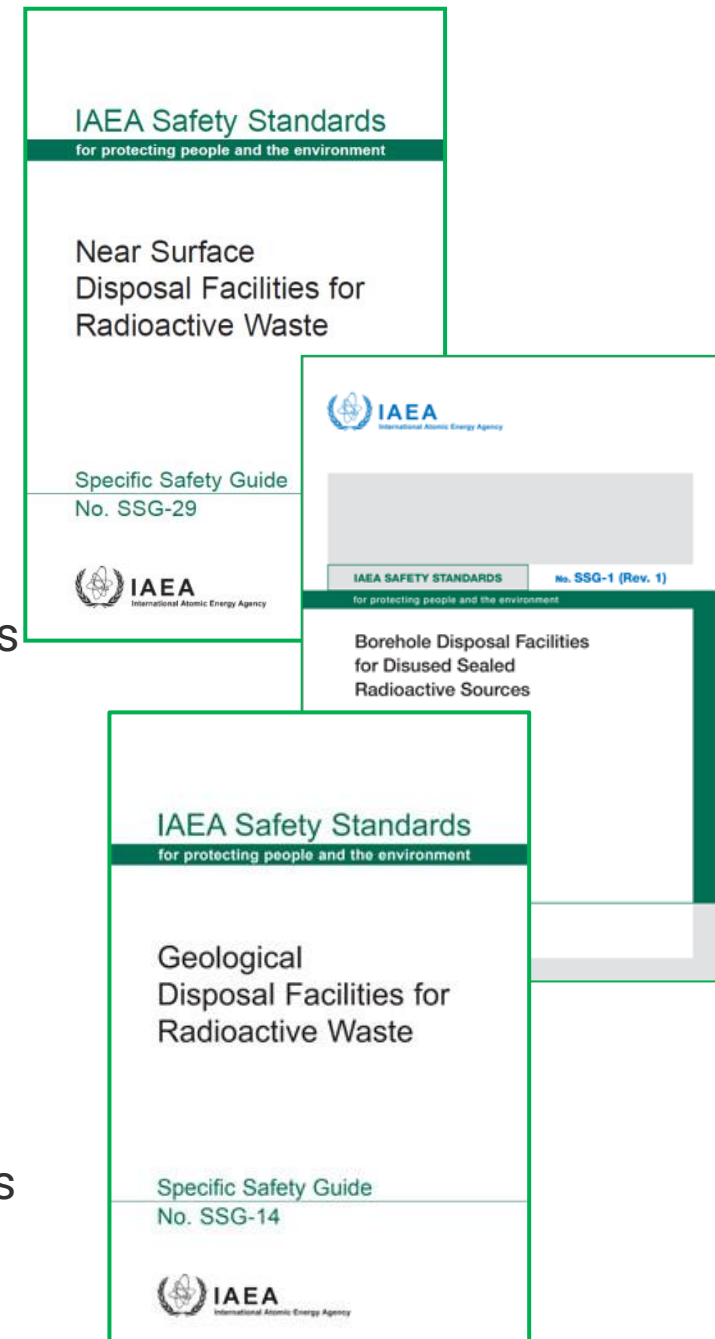 IAEA Safety Standards
for protecting people and the environment
Near Surface
Disposal Facilities for
Radioactive Waste
Specific Safety Guide
No. SSG-29
IAEA
International Atomic Energy Agency
s
IAEA
International Atomic Energy Agency
IAEA SAFETY STANDARDS
No. SSG-1 (Rev. 1)
for protecting people and the environment
Borehole Disposal Facilities
for Disused Sealed
Radioactive Sources
IAEA Safety Standards
for protecting people and the environment
Geological
Disposal Facilities for
Radioactive Waste
s
Specific Safety Guide
No. SSG-14
IAEA
International Atomic Energy Agency